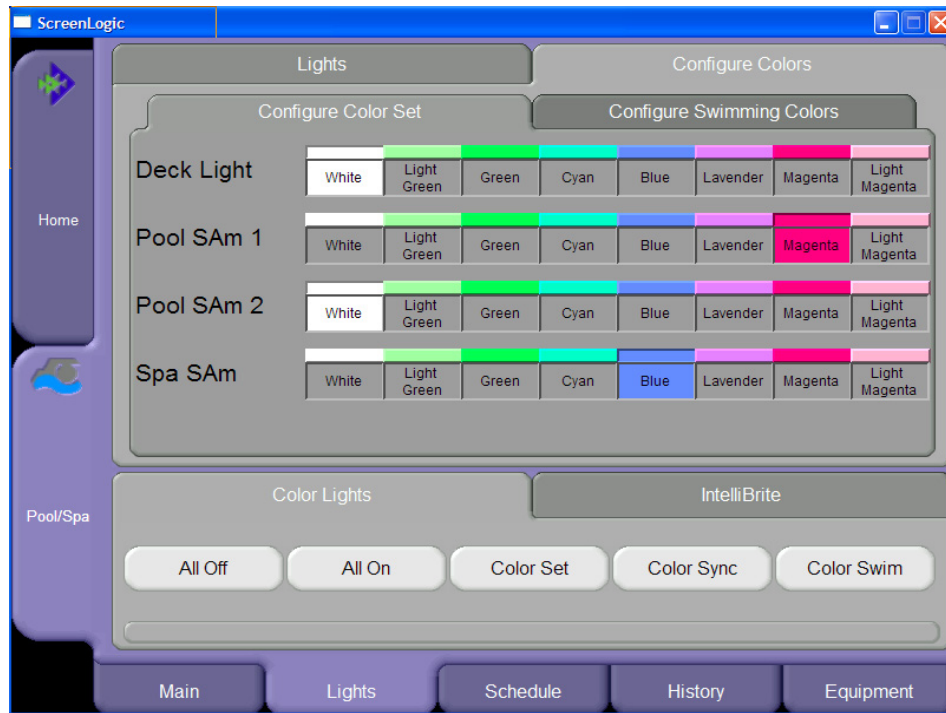 ScreenLogic
Lights
Configure Colors
Configure Color Set
Configure Swimming Colors
Home
Deck Light
White
Light
Green
Green
Cyan
Blue
Lavender
Magenta
Light
Magenta
Pool SAm 1
White
Light
Green
Green
Cyan
Blue
Lavender
Magenta
Light
Magenta
Pool SAm 2
White
Light
Green
Green
Cyan
Blue
Lavender
Magenta
Light
Magenta
Spa SAm
White
Light
Green
Green
Cyan
Blue
Lavender
Magenta
Light
Magenta
Pool/Spa
Color Lights
IntelliBrite
All Off
All On
Color Set
Color Sync
Color Swim
Main
Lights
Schedule
History
Equipment